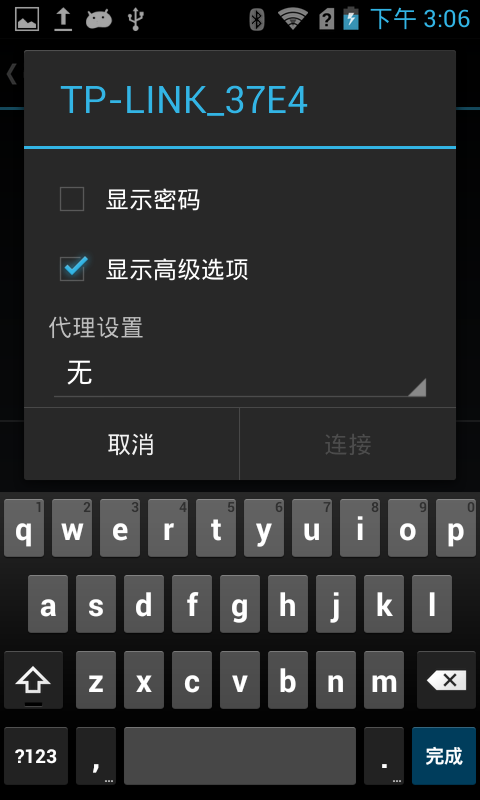 下午 3:06
TP-LINK_37E4
显示密码
显示高级选项
代理设置
无
取消 连接
1 2 3 4 5 6 7 8 9 0
q w e r t y u i o p
a s d f g h j k l
z x c v b n m
?123 , ... . ... 完成